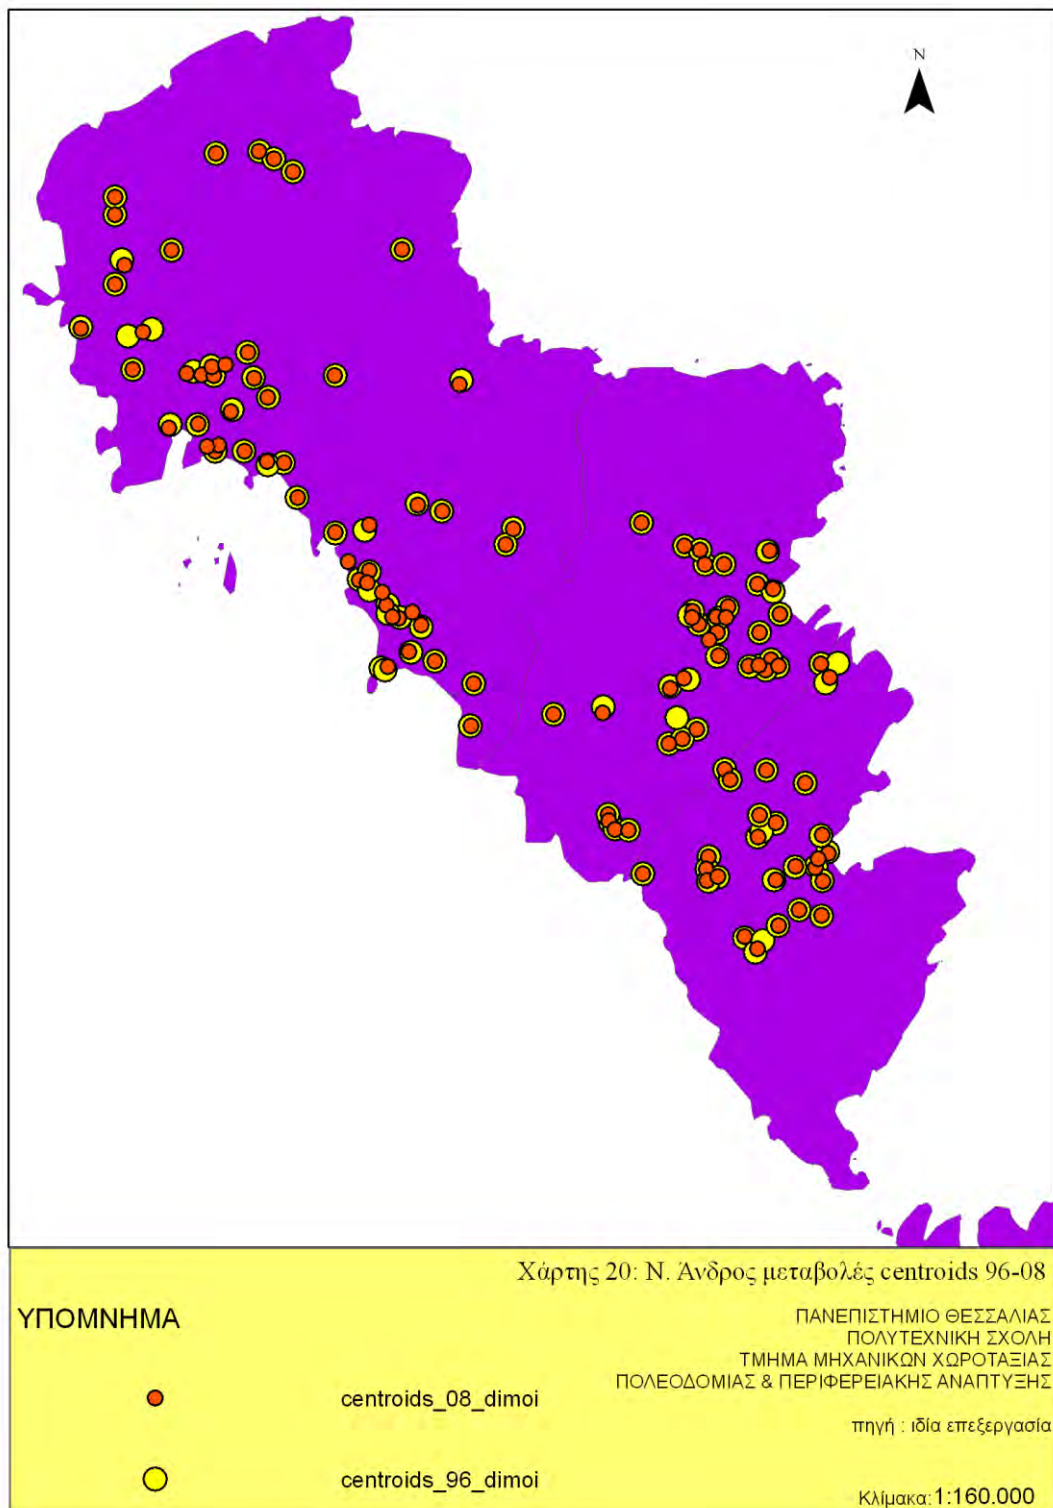 N
Χάρτης 20: Ν. Άνδρος μεταβολές centroids 96-08
ΥΠΟΜΝΗΜΑ
ΠΑΝΕΠΙΣΤΗΜΙΟ ΘΕΣΣΑΛΙΑΣ
ΠΟΛΥΤΕΧΝΙΚΗ ΣΧΟΛΗ
ΤΜΗΜΑ ΜΗΧΑΝΙΚΩΝ ΧΩΡΟΤΑΞΙΑΣ
ΠΟΛΕΟΔΟΜΙΑΣ & ΠΕΡΙΦΕΡΕΙΑΚΗΣ ΑΝΑΠΤΥΞΗΣ
centroids_08_dimoi
πηγή : ιδία επεξεργασία
centroids_96_dimoi
Κλίμακα: 1:160.000